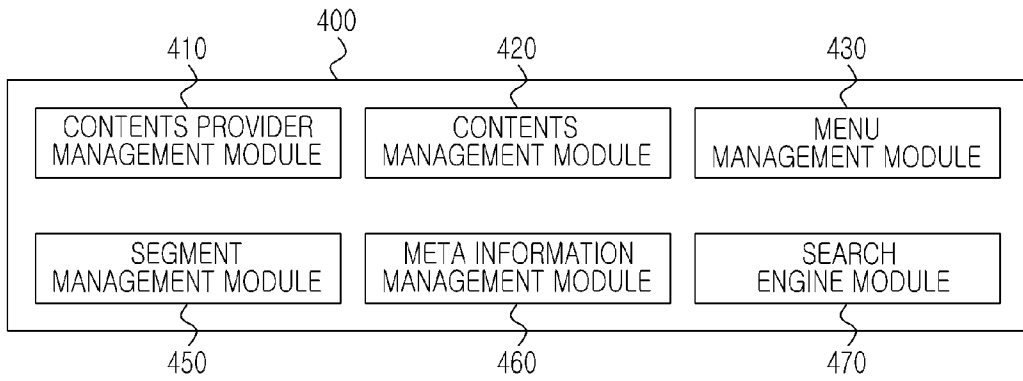 400
410
420
430
CONTENTS PROVIDER
MANAGEMENT MODULE
CONTENTS
MANAGEMENT MODULE
MENU
MANAGEMENT MODULE
SEGMENT
MANAGEMENT MODULE
META INFORMATION
MANAGEMENT MODULE
SEARCH
ENGINE MODULE
450
460
470